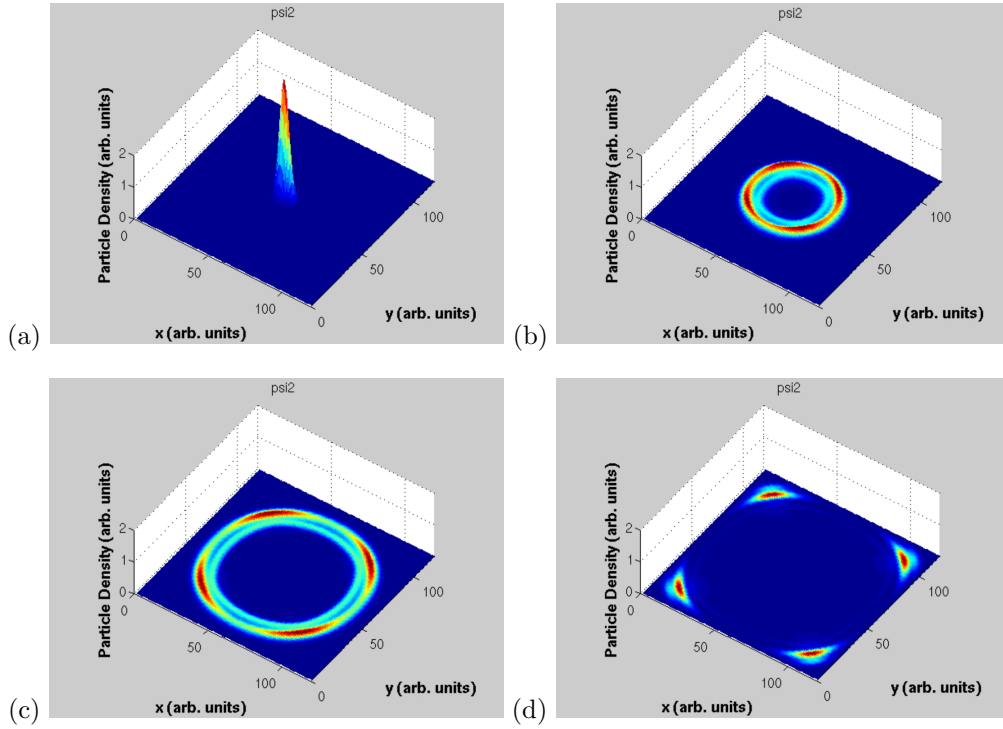 psi2
Particle Density (arb. units)
2
1
0
0
50
100
x (arb. units)
0
50
100
y (arb. units)
(a)
psi2
Particle Density (arb. units)
2
1
0
0
50
100
x (arb. units)
0
50
100
y (arb. units)
(b)
psi2
Particle Density (arb. units)
2
1
0
0
50
100
x (arb. units)
0
50
100
y (arb. units)
(c)
psi2
Particle Density (arb. units)
2
1
0
0
50
100
x (arb. units)
0
50
100
y (arb. units)
(d)